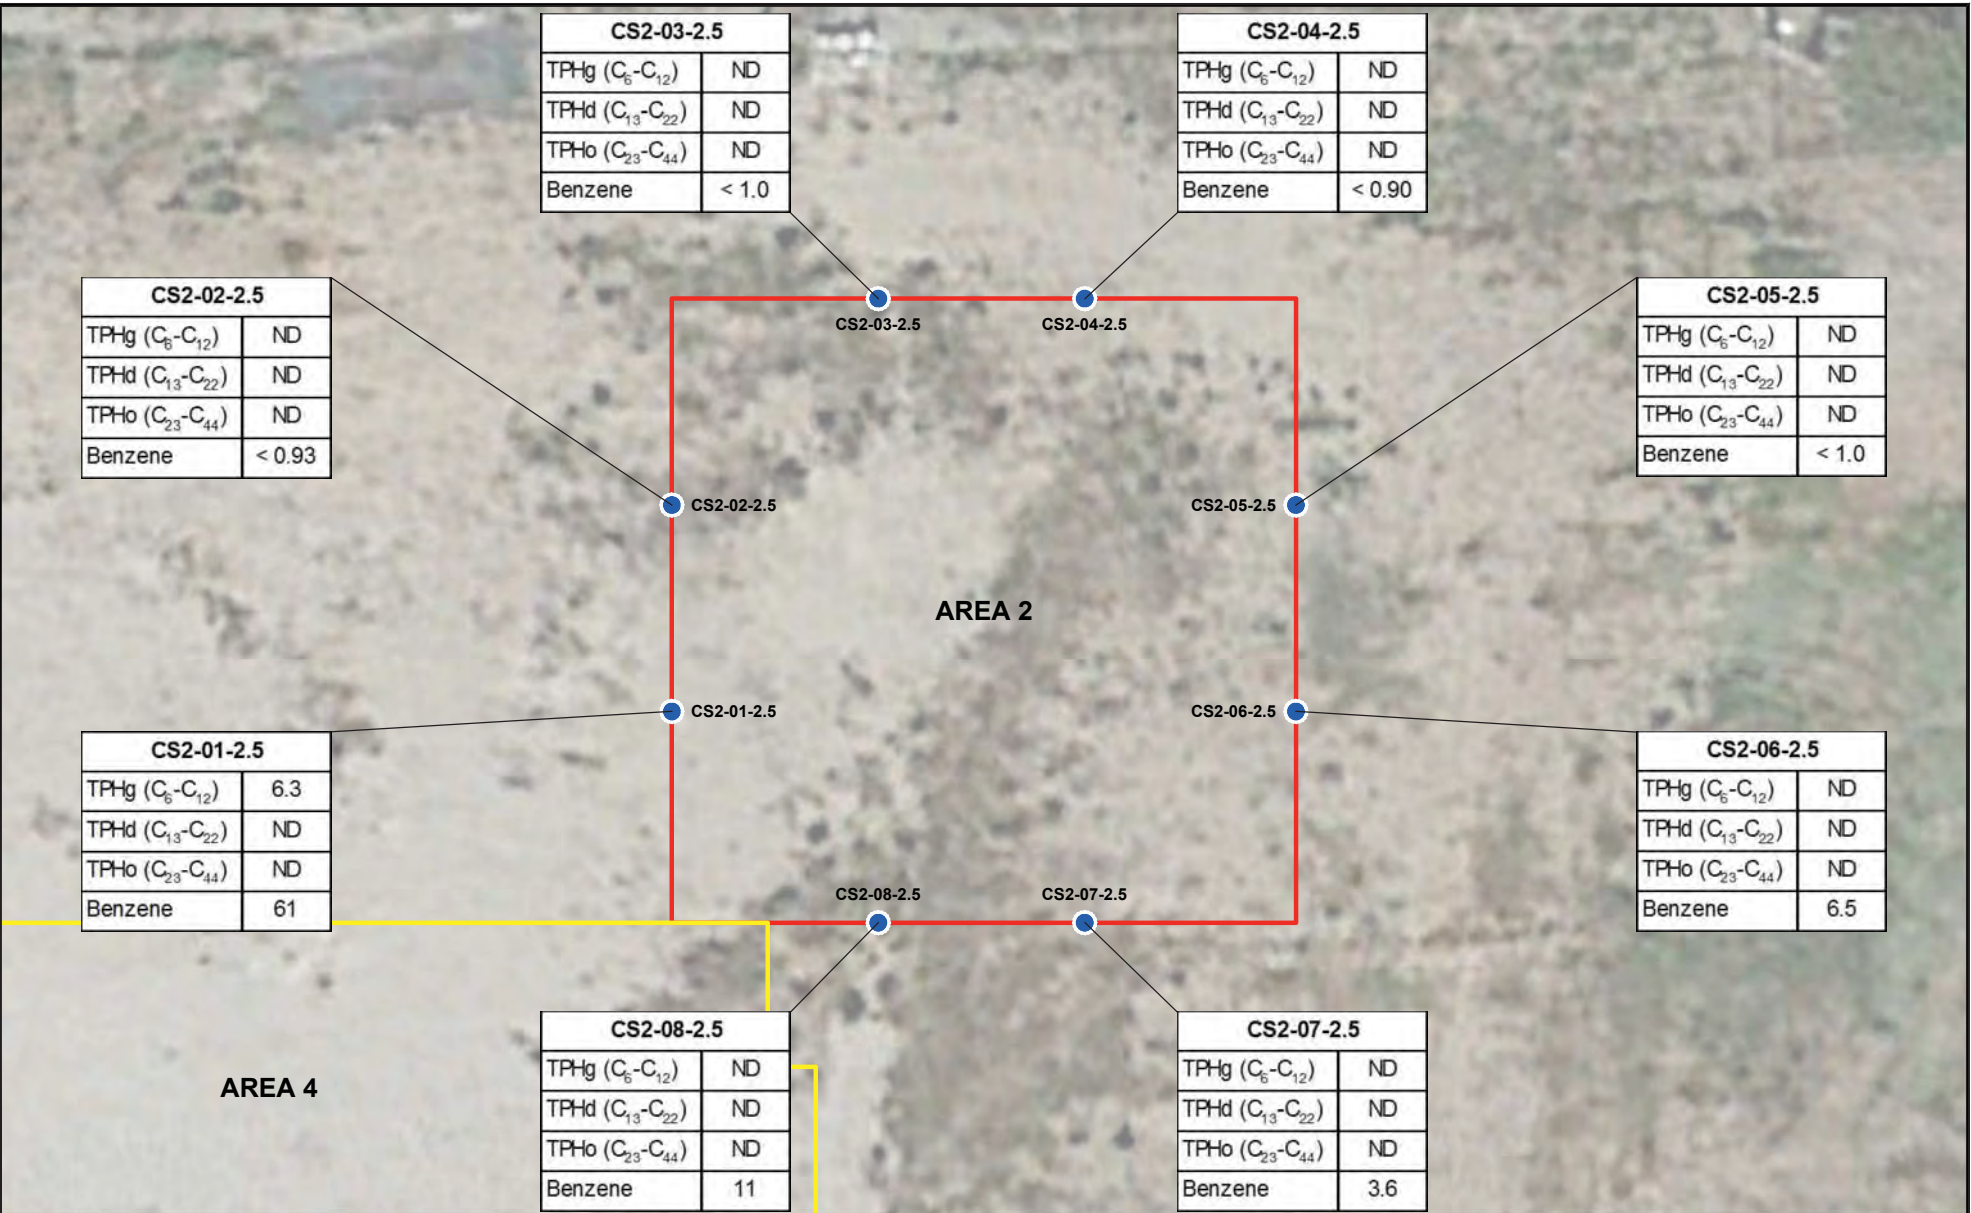 CS2-03-2.5
TPHg (C6-C12) ND
TPHd (C13-C22) ND
TPHo (C23-C44) ND
Benzene < 1.0
CS2-04-2.5
TPHg (C6-C12) ND
TPHd (C13-C22) ND
TPHo (C23-C44) ND
Benzene < 0.90
CS2-02-2.5
TPHg (C6-C12) ND
TPHd (C13-C22) ND
TPHo (C23-C44) ND
Benzene < 0.93
CS2-05-2.5
TPHg (C6-C12) ND
TPHd (C13-C22) ND
TPHo (C23-C44) ND
Benzene < 1.0
CS2-03-2.5
CS2-04-2.5
CS2-02-2.5
CS2-05-2.5
AREA 2
CS2-01-2.5
CS2-06-2.5
CS2-01-2.5
TPHg (C6-C12) 6.3
TPHd (C13-C22) ND
TPHo (C23-C44) ND
Benzene 61
CS2-06-2.5
TPHg (C6-C12) ND
TPHd (C13-C22) ND
TPHo (C23-C44) ND
Benzene 6.5
CS2-08-2.5
CS2-07-2.5
AREA 4
CS2-08-2.5
TPHg (C6-C12) ND
TPHd (C13-C22) ND
TPHo (C23-C44) ND
Benzene 11
CS2-07-2.5
TPHg (C6-C12) ND
TPHd (C13-C22) ND
TPHo (C23-C44) ND
Benzene 3.6